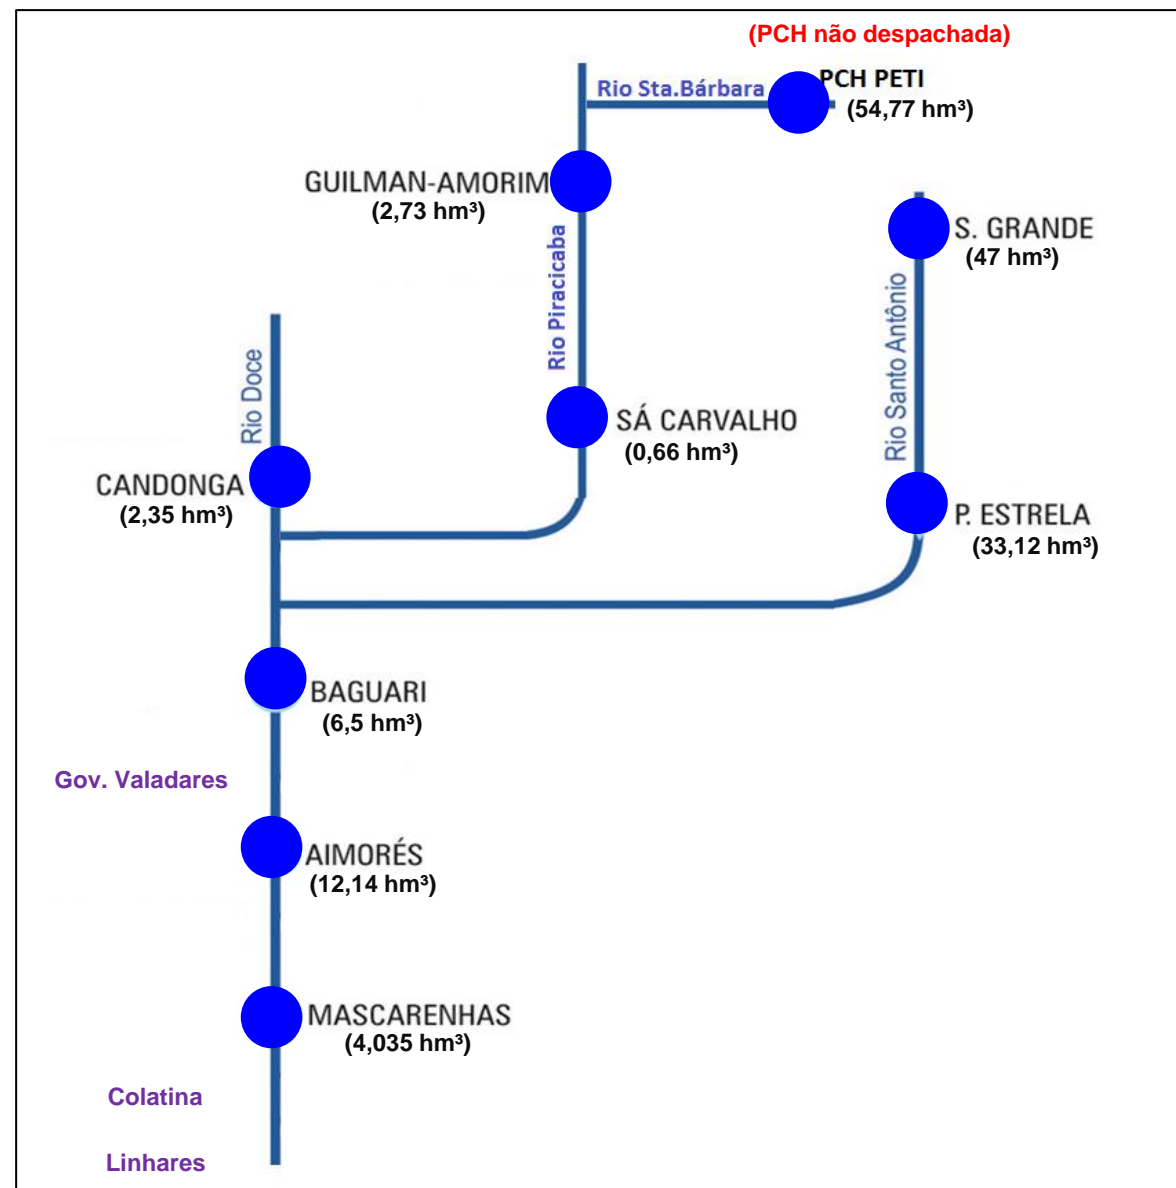 (PCH não despachada)
PCH PETI
Rio Sta.Bárbara
(54,77 hm³)
GUILMAN-AMORIM
(2,73 hm³)
S. GRANDE
(47 hm³)
Rio Piracicaba
Rio Santo Antônio
Rio Doce
SÁ CARVALHO
(0,66 hm³)
CANDONGA
(2,35 hm³)
P. ESTRELA
(33,12 hm³)
BAGUARI
(6,5 hm³)
Gov. Valadares
AIMORÉS
(12,14 hm³)
MASCARENHAS
(4,035 hm³)
Colatina
Linhares